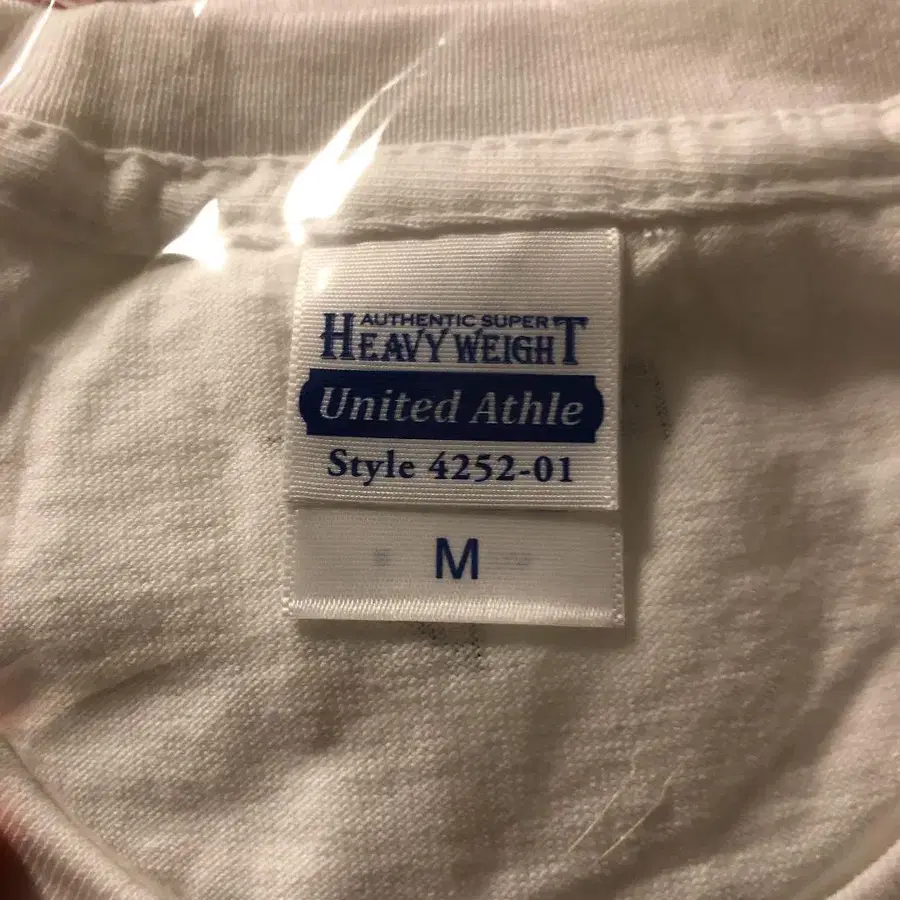 AUTHENTIC SUPER
HEAVY WEIGHT
United Athle
Style 4252-01
M